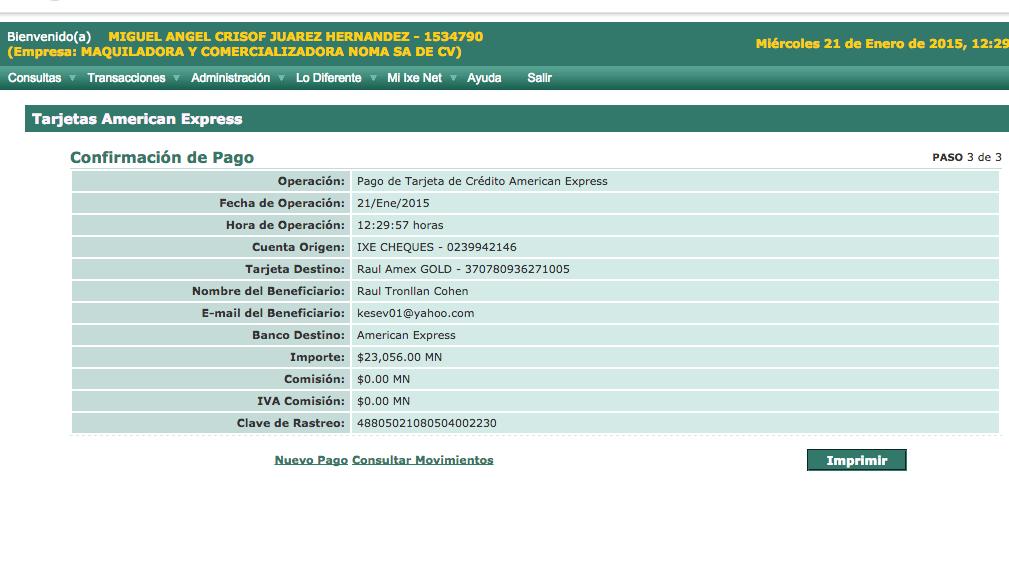 Bienvenido(a) MIGUEL ANGEL CRISOF JUAREZ HERNANDEZ - 1534790
(Empresa: MAQUILADORA Y COMERCIALIZADORA NOMA SA DE CV)
Miércoles 21 de Enero de 2015, 12:29
Consultas Transacciones Administración Lo Diferente Mi Ixe Net Ayuda Salir
Tarjetas American Express
Confirmación de Pago PASO 3 de 3
Operación: Pago de Tarjeta de Crédito American Express
Fecha de Operación: 21/Ene/2015
Hora de Operación: 12:29:57 horas
Cuenta Origen: IXE CHEQUES - 0239942146
Tarjeta Destino: Raul Amex GOLD - 370780936271005
Nombre del Beneficiario: Raul Tronllan Cohen
E-mail del Beneficiario: kesev01@yahoo.com
Banco Destino: American Express
Importe: $23,056.00 MN
Comisión: $0.00 MN
IVA Comisión: $0.00 MN
Clave de Rastreo: 48805021080504002230
Nuevo Pago Consultar Movimientos Imprimir